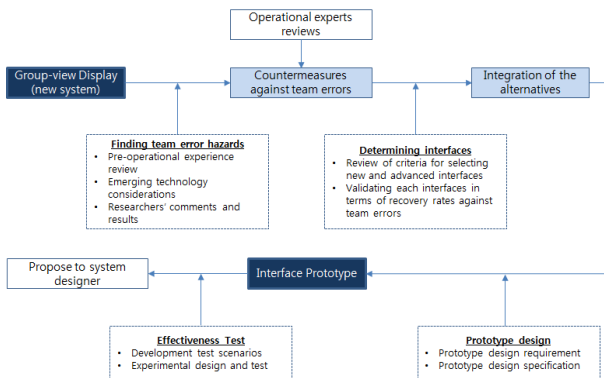 Operational experts
reviews
Group-view Display
(new system)
Countermeasures
against team errors
Integration of the
alternatives
Finding team error hazards
• Pre-operational experience
review
• Emerging technology
considerations
• Researchers' comments and
results
Determining interfaces
• Review of criteria for selecting
new and advanced interfaces
• Validating each interfaces in
terms of recovery rates against
team errors
Propose to system
designer
Interface Prototype
Effectiveness Test
• Development test scenarios
• Experimental design and test
Prototype design
• Prototype design requirement
• Prototype design specification